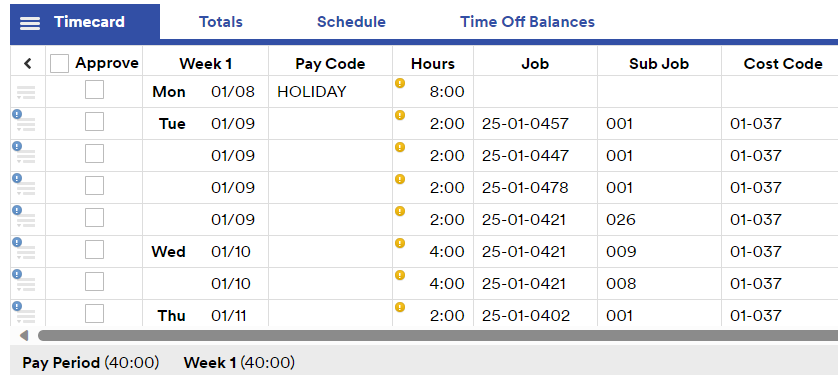 Timecard Totals Schedule Time Off Balances
Approve Week 1 Pay Code Hours Job Sub Job Cost Code
Mon 01/08 HOLIDAY 8:00
Tue 01/09 2:00 25-01-0457 001 01-037
01/09 2:00 25-01-0447 001 01-037
01/09 2:00 25-01-0478 001 01-037
01/09 2:00 25-01-0421 026 01-037
Wed 01/10 4:00 25-01-0421 009 01-037
01/10 4:00 25-01-0421 008 01-037
Thu 01/11 2:00 25-01-0402 001 01-037
Pay Period (40:00) Week 1 (40:00)